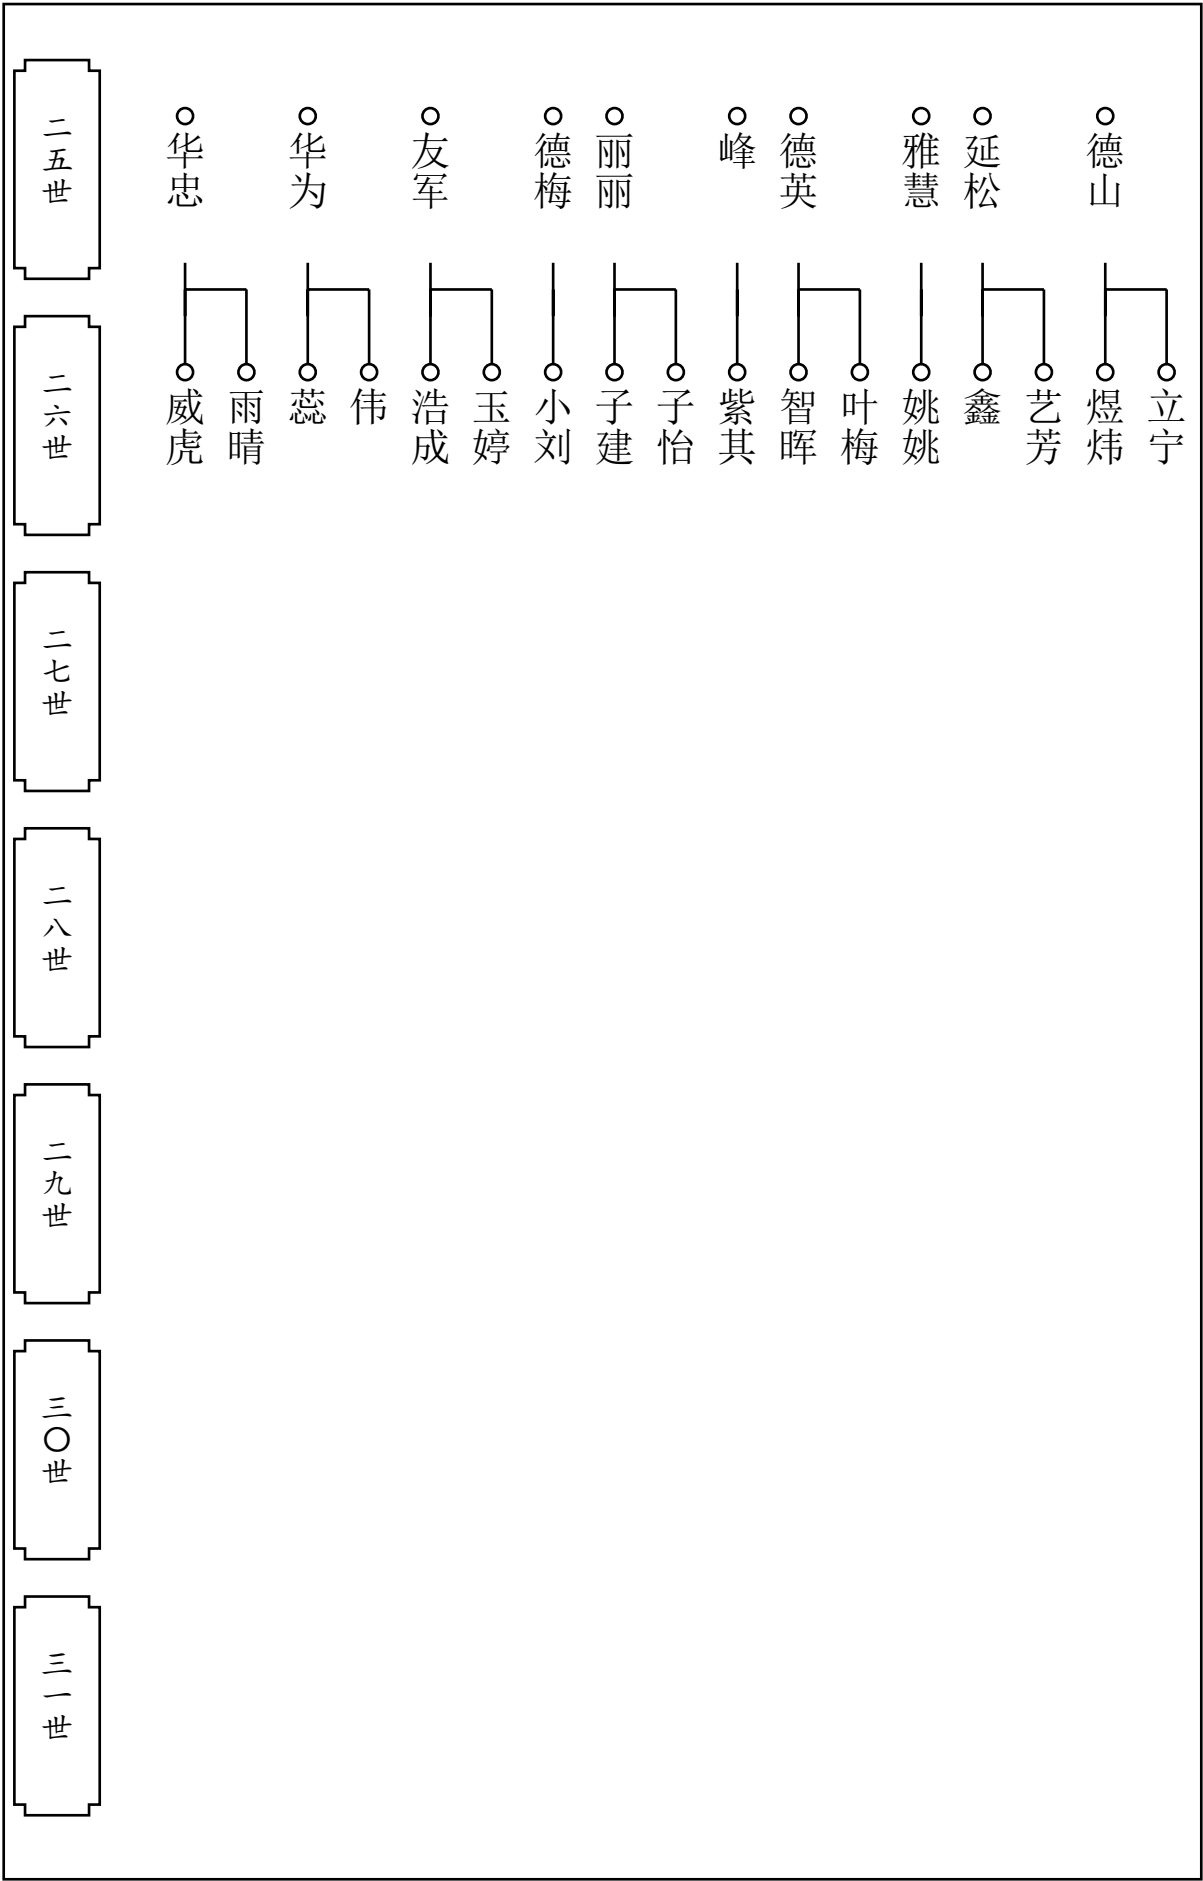 二五世
华忠
华为
友军
德梅
丽丽
峰
德英
雅慧
延松
德山
二六世
威虎
雨晴
蕊
伟
浩成
玉婷
小刘
子建
子怡
紫其
智晖
叶梅
姚姚
鑫
艺芳
煜炜
立宁
二七世
二八世
二九世
三〇世
三一世